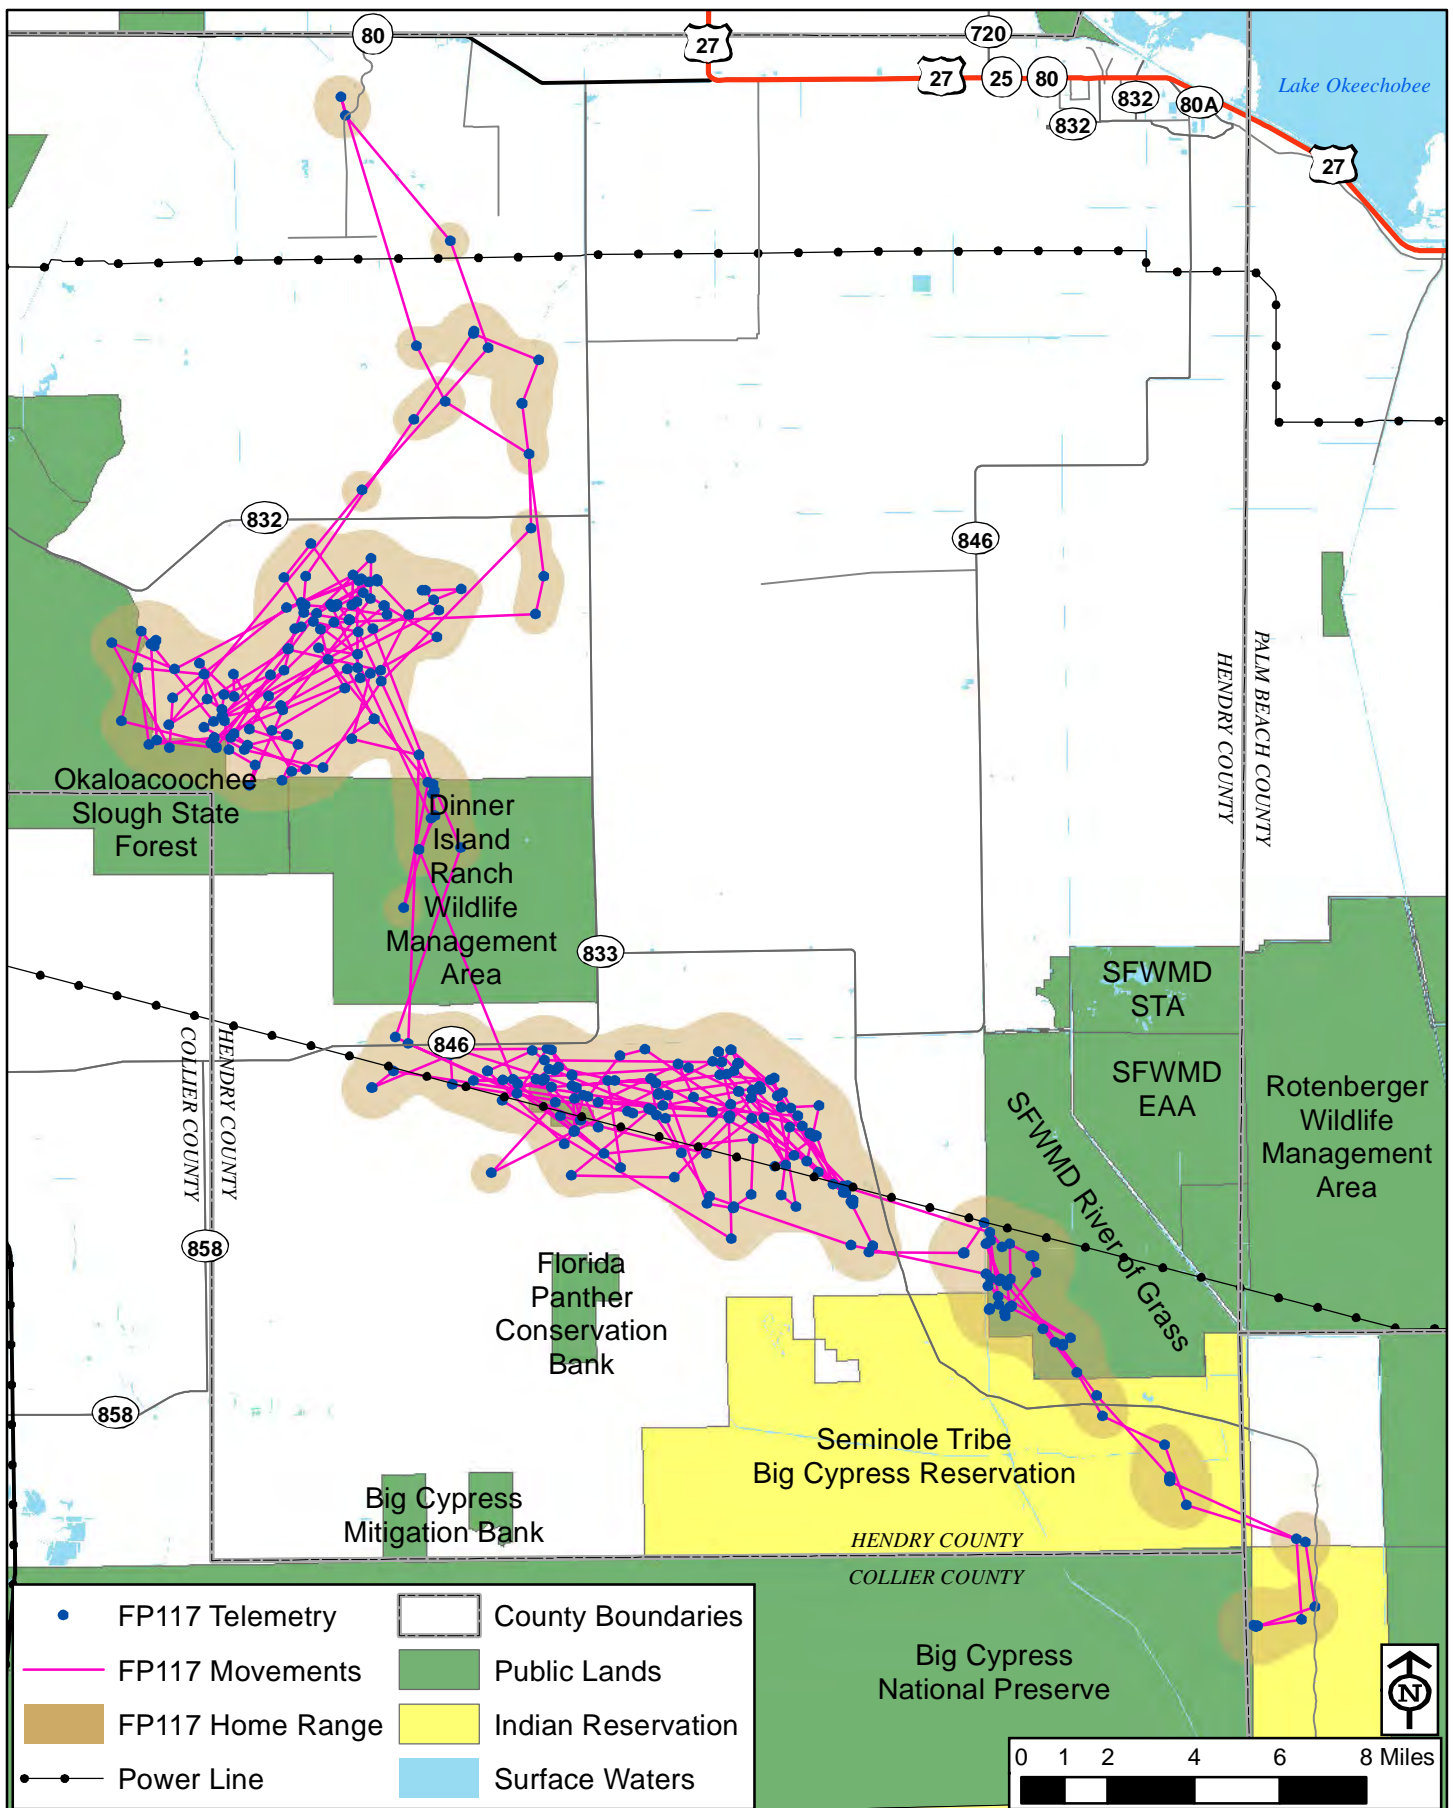 80
27
720
27
25
80
832
80A
832
Lake Okeechobee
27
832
846
PALM BEACH COUNTY
HENDRY COUNTY
Okaloacoochee
Slough State
Forest
Dinner
Island
Ranch
Wildlife
Management
Area
833
SFWMD
STA
846
SFWMD
EAA
Rotenberger
Wildlife
Management
Area
COLLIER COUNTY
HENDRY COUNTY
SFWMD River of Grass
858
Florida
Panther
Conservation
Bank
858
Seminole Tribe
Big Cypress Reservation
Big Cypress
Mitigation Bank
HENDRY COUNTY
COLLIER COUNTY
Big Cypress
National Preserve
FP117 Telemetry
FP117 Movements
FP117 Home Range
Power Line
County Boundaries
Public Lands
Indian Reservation
Surface Waters
N
0 1 2 4 6 8 Miles